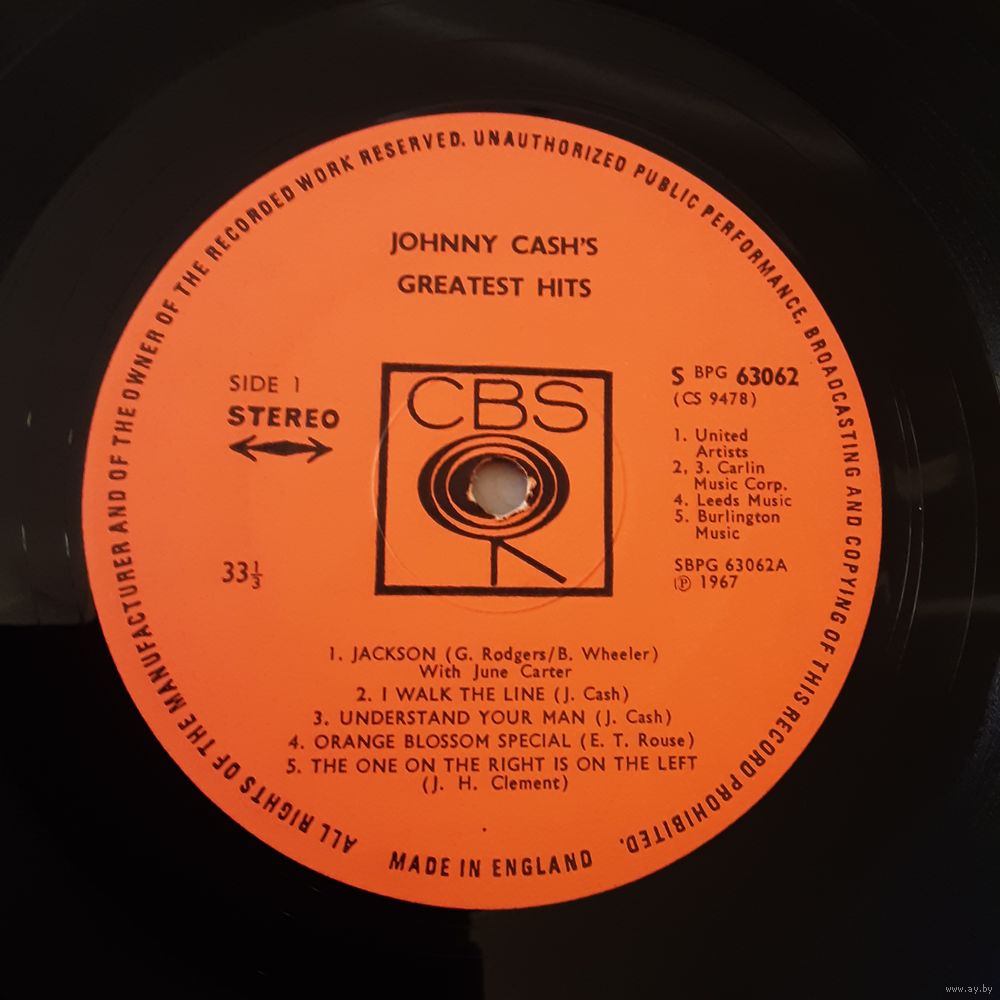 ALL RIGHTS OF THE MANUFACTURER AND OF THE OWNER OF THE RECORDED WORK RESERVED. UNAUTHORIZED PUBLIC PERFORMANCE, BROADCASTING AND COPYING OF THIS RECORD PROHIBITED.
JOHNNY CASH'S
GREATEST HITS
SIDE 1
STEREO
33⅓
CBS
S BPG 63062
(CS 9478)
1. United
Artists
2, 3. Carlin
Music Corp.
4. Leeds Music
5. Burlington
Music
SBPG 63062A
Ⓟ 1967
1. JACKSON (G. Rodgers/B. Wheeler)
With June Carter
2. I WALK THE LINE (J. Cash)
3. UNDERSTAND YOUR MAN (J. Cash)
4. ORANGE BLOSSOM SPECIAL (E. T. Rouse)
5. THE ONE ON THE RIGHT IS ON THE LEFT
(J. H. Clement)
MADE IN ENGLAND
www.ay.by